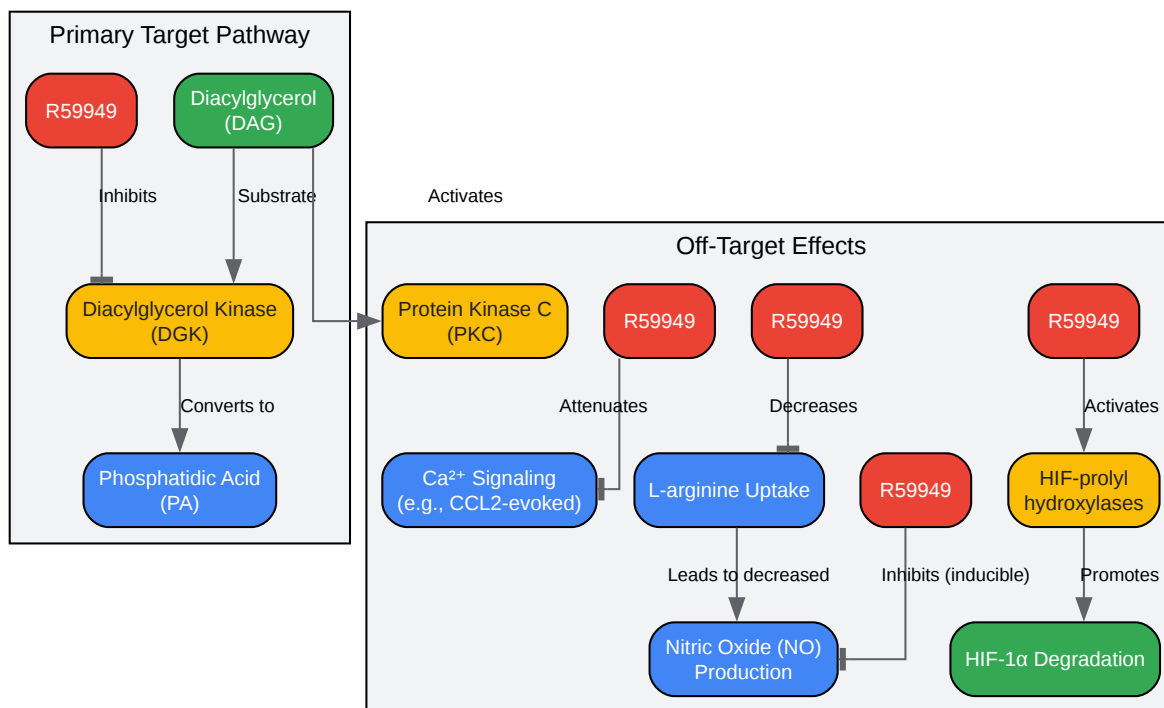 Primary Target Pathway
R59949
Diacylglycerol
(DAG)
Inhibits
Substrate
Activates
Diacylglycerol Kinase
(DGK)
Converts to
Phosphatidic Acid
(PA)
Off-Target Effects
Protein Kinase C
(PKC)
R59949
R59949
R59949
Attenuates
Decreases
Activates
Ca²⁺ Signaling
(e.g., CCL2-evoked)
L-arginine Uptake
R59949
HIF-prolyl
hydroxylases
Leads to decreased
Inhibits (inducible)
Promotes
Nitric Oxide (NO)
Production
HIF-1α Degradation